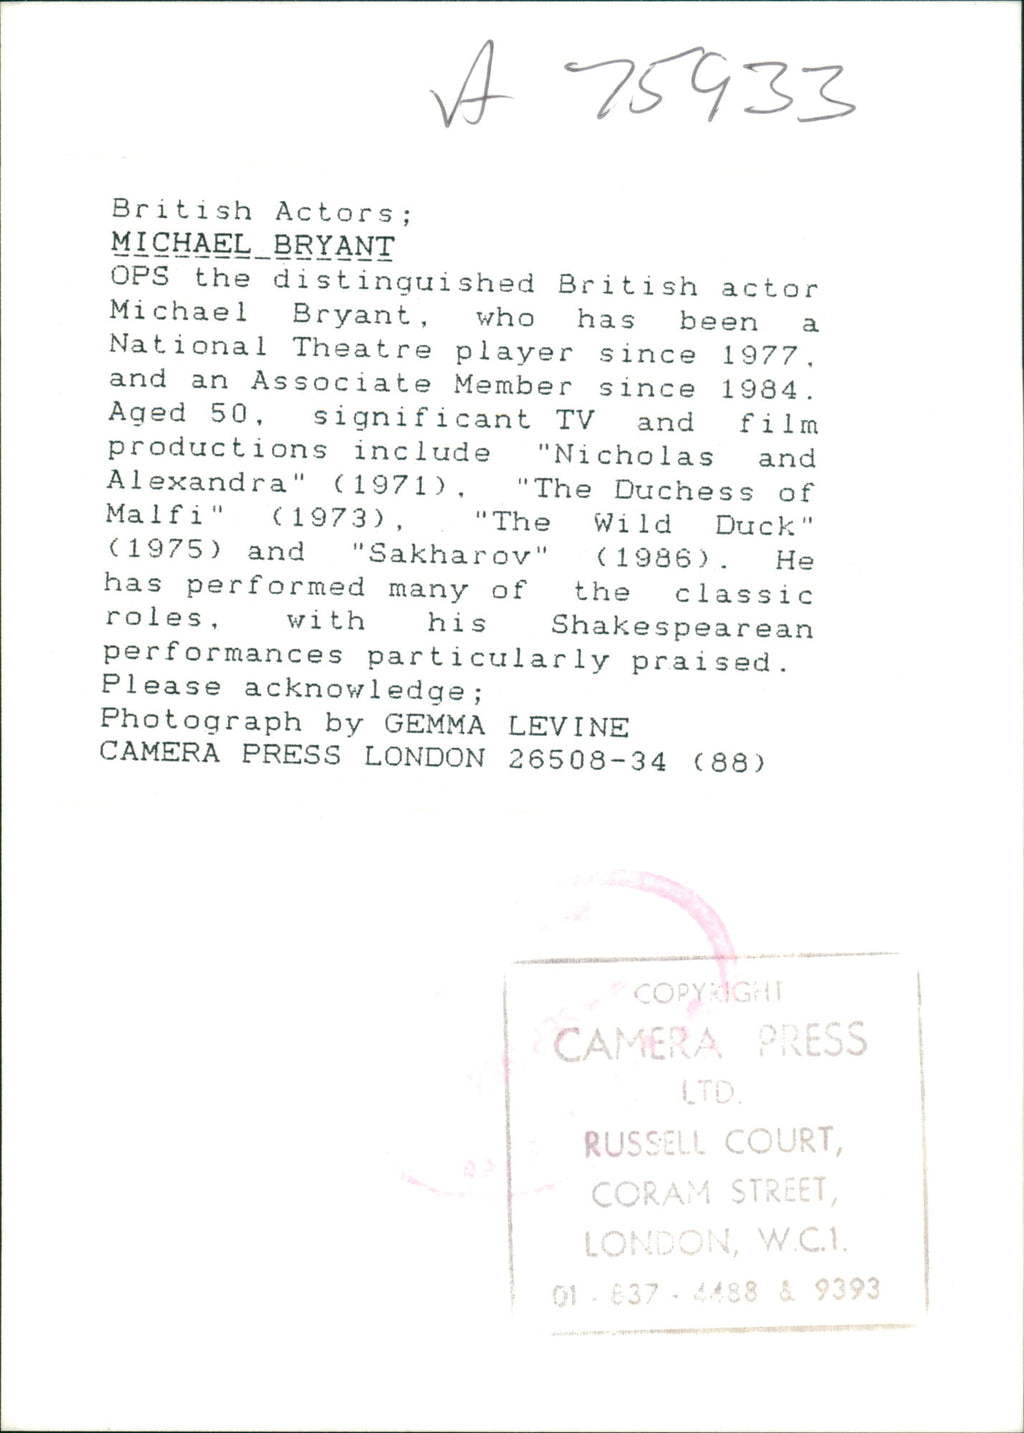 A 75933
British Actors;
MICHAEL BRYANT
OPS the distinguished British actor
Michael Bryant, who has been a
National Theatre player since 1977,
and an Associate Member since 1984.
Aged 50, significant TV and film
productions include "Nicholas and
Alexandra" (1971), "The Duchess of
Malfi" (1973), "The Wild Duck"
(1975) and "Sakharov" (1986). He
has performed many of the classic
roles, with his Shakespearean
performances particularly praised.
Please acknowledge;
Photograph by GEMMA LEVINE
CAMERA PRESS LONDON 26508-34 (88)
COPYRIGHT
CAMERA PRESS
LTD.
RUSSELL COURT,
CORAM STREET,
LONDON, W.C.1.
01 - 837 - 4488 & 9393